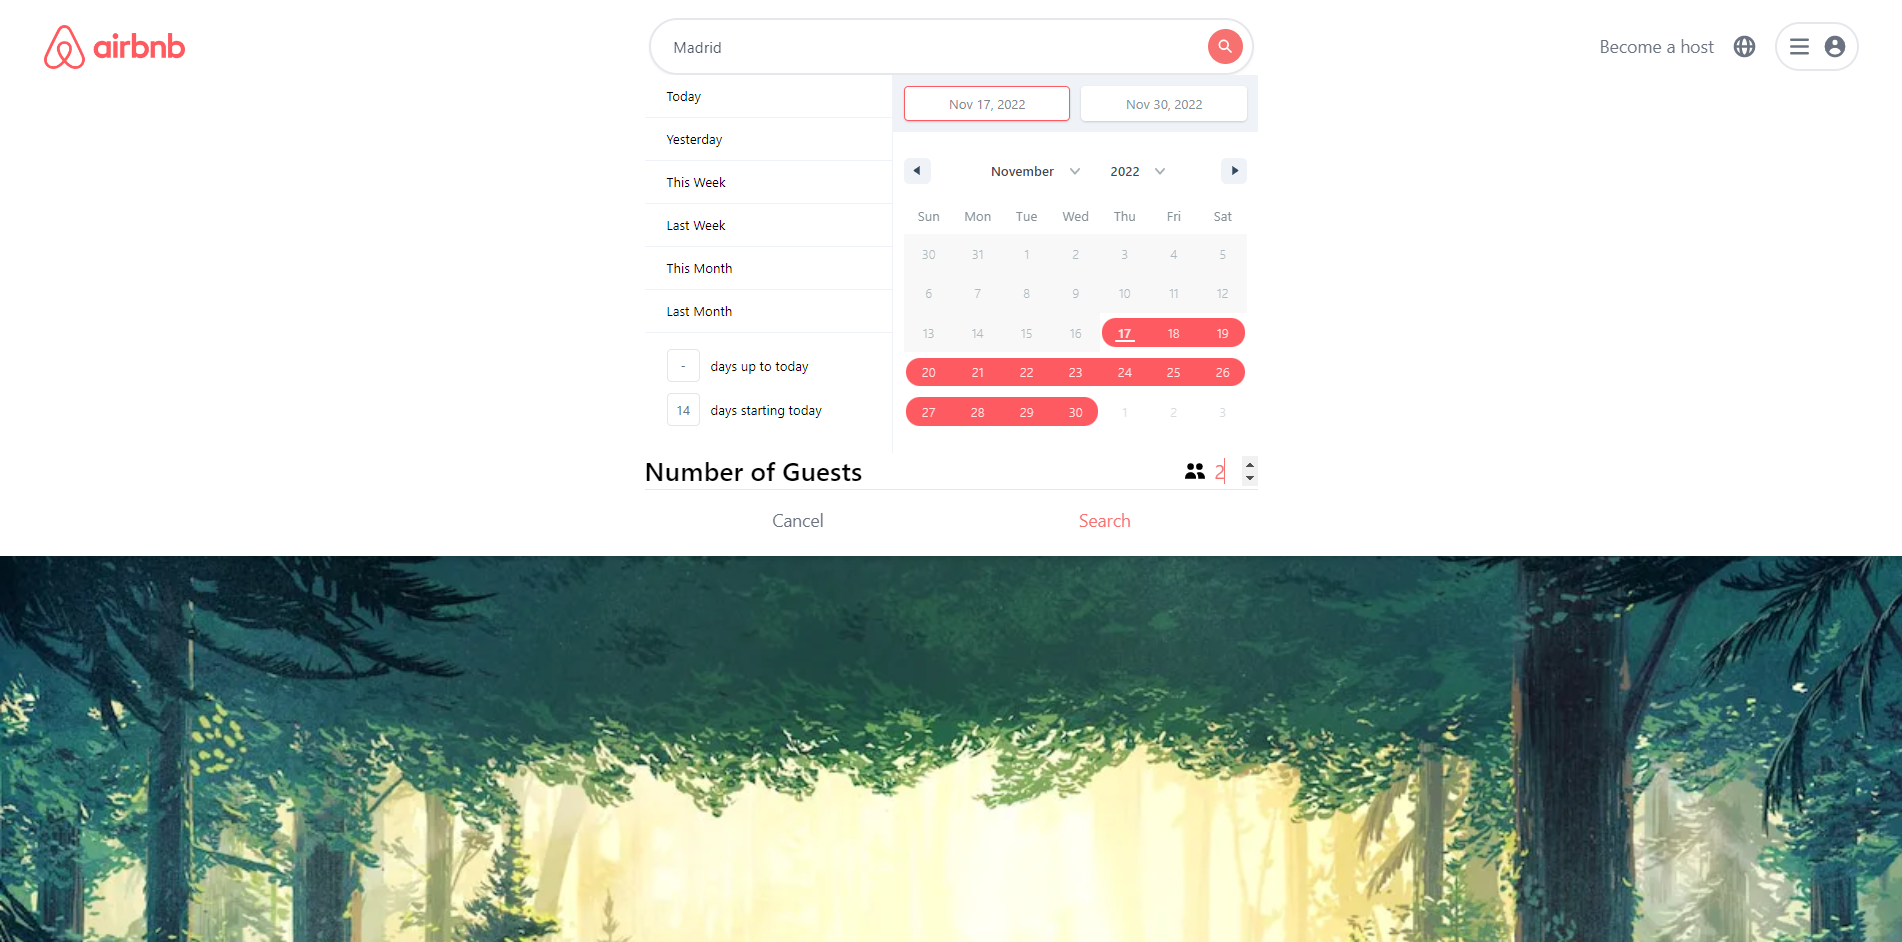 airbnb
Madrid
Become a host
Today
Yesterday
This Week
Last Week
This Month
Last Month
- days up to today
14 days starting today
Nov 17, 2022 Nov 30, 2022
November 2022
Sun Mon Tue Wed Thu Fri Sat
30 31 1 2 3 4 5
6 7 8 9 10 11 12
13 14 15 16 17 18 19
20 21 22 23 24 25 26
27 28 29 30 1 2 3
Number of Guests 2
Cancel Search